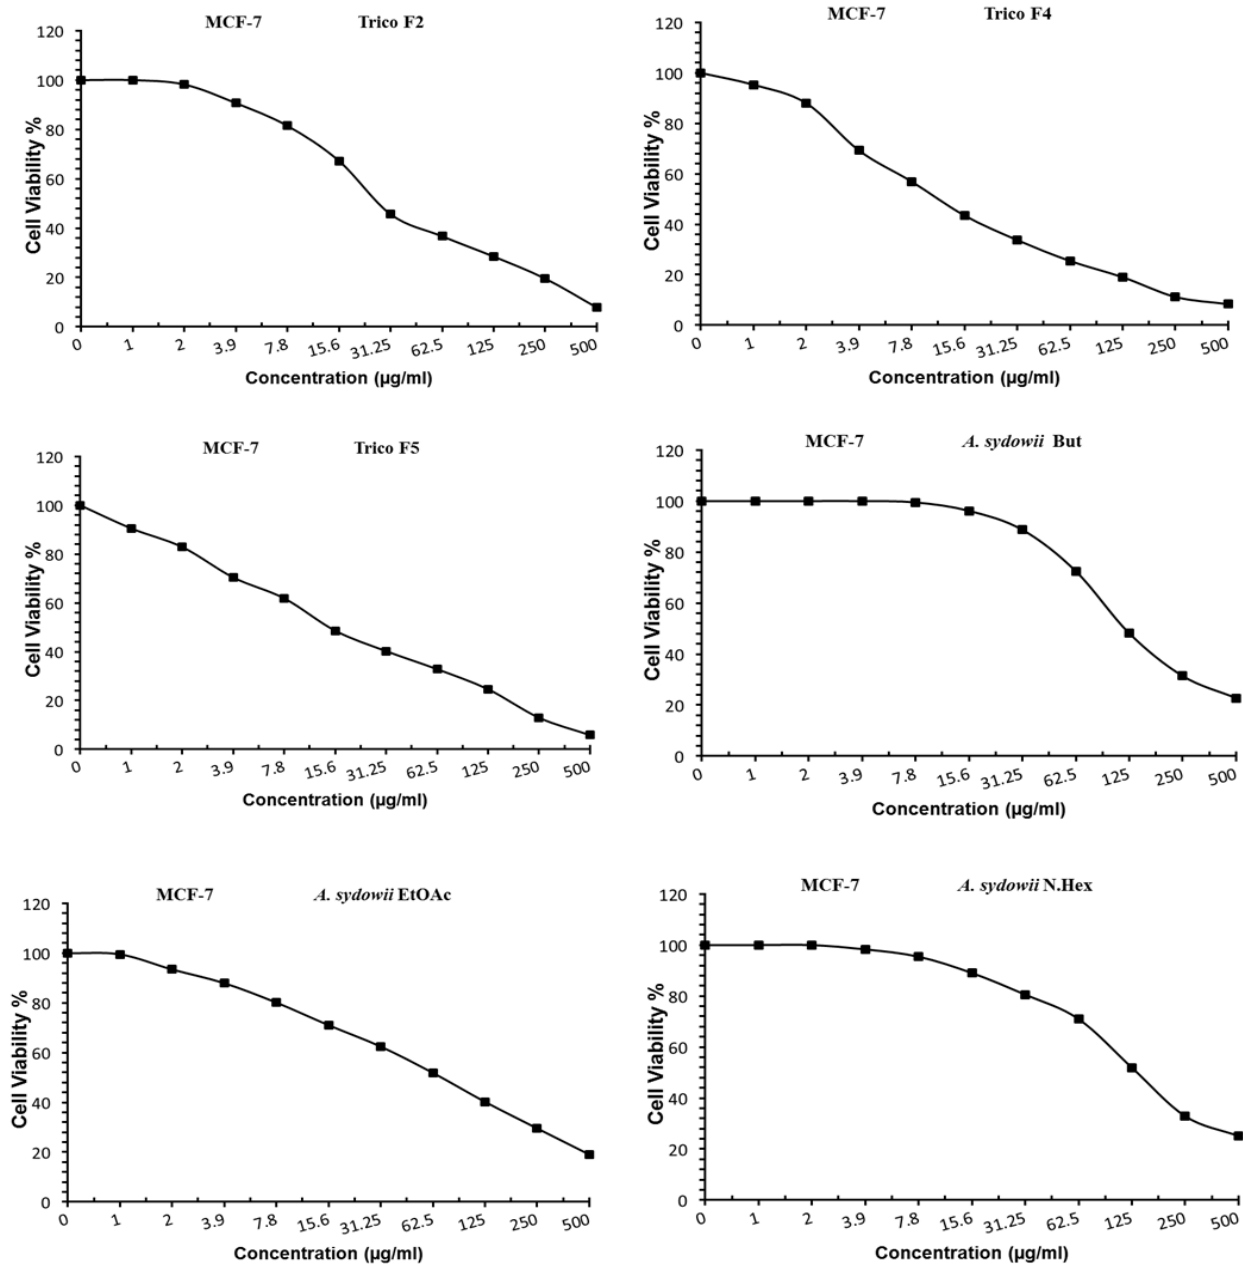 MCF-7 Trico F2
120
100
80
60
40
20
0
Cell Viability %
0 1 2 3.9 7.8 15.6 31.25 62.5 125 250 500
Concentration (µg/ml)
MCF-7 Trico F4
120
100
80
60
40
20
0
Cell Viability %
0 1 2 3.9 7.8 15.6 31.25 62.5 125 250 500
Concentration (µg/ml)
MCF-7 Trico F5
120
100
80
60
40
20
0
Cell Viability %
0 1 2 3.9 7.8 15.6 31.25 62.5 125 250 500
Concentration (µg/ml)
MCF-7 A. sydowii But
120
100
80
60
40
20
0
Cell Viability %
0 1 2 3.9 7.8 15.6 31.25 62.5 125 250 500
Concentration (µg/ml)
MCF-7 A. sydowii EtOAc
120
100
80
60
40
20
0
Cell Viability %
0 1 2 3.9 7.8 15.6 31.25 62.5 125 250 500
Concentration (µg/ml)
MCF-7 A. sydowii N.Hex
120
100
80
60
40
20
0
Cell Viability %
0 1 2 3.9 7.8 15.6 31.25 62.5 125 250 500
Concentration (µg/ml)